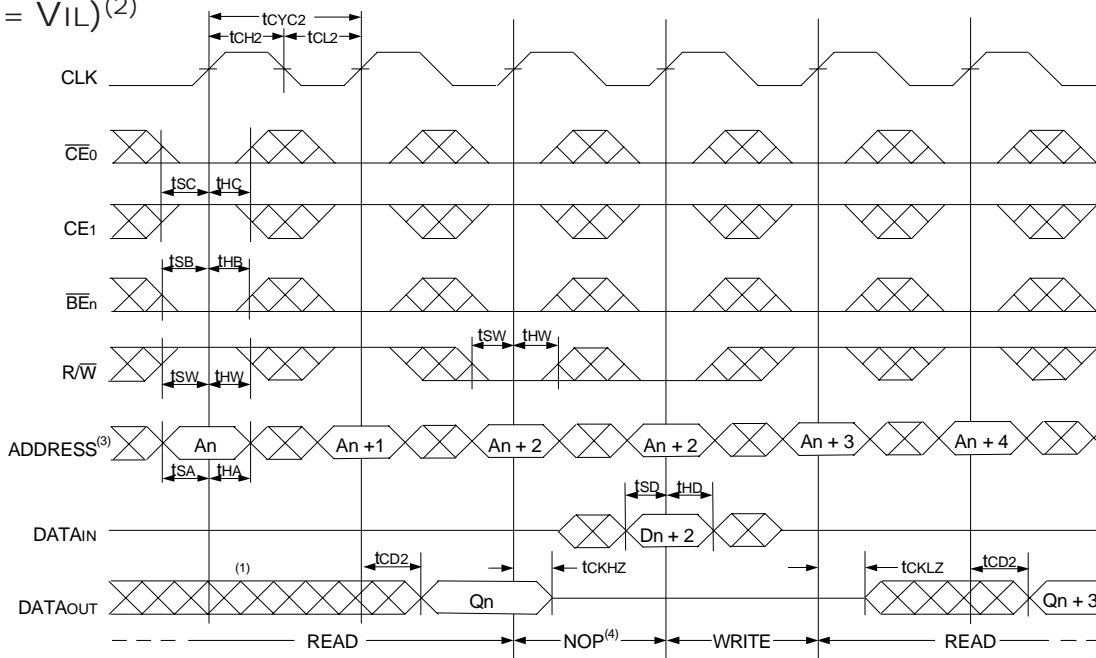 = VIL)(2)
tCYC2
tCH2 tCL2
CLK
CE0
tSC tHC
CE1
tSB tHB
BEn
tSW tHW
R/W
tSW tHW
ADDRESS(3) An An +1 An + 2 An + 2 An + 3 An + 4
tSA tHA
tSD tHD
DATAIN Dn + 2
(1) tCD2 tCKHZ tCKLZ tCD2
DATAOUT Qn Qn + 3
READ NOP(4) WRITE READ